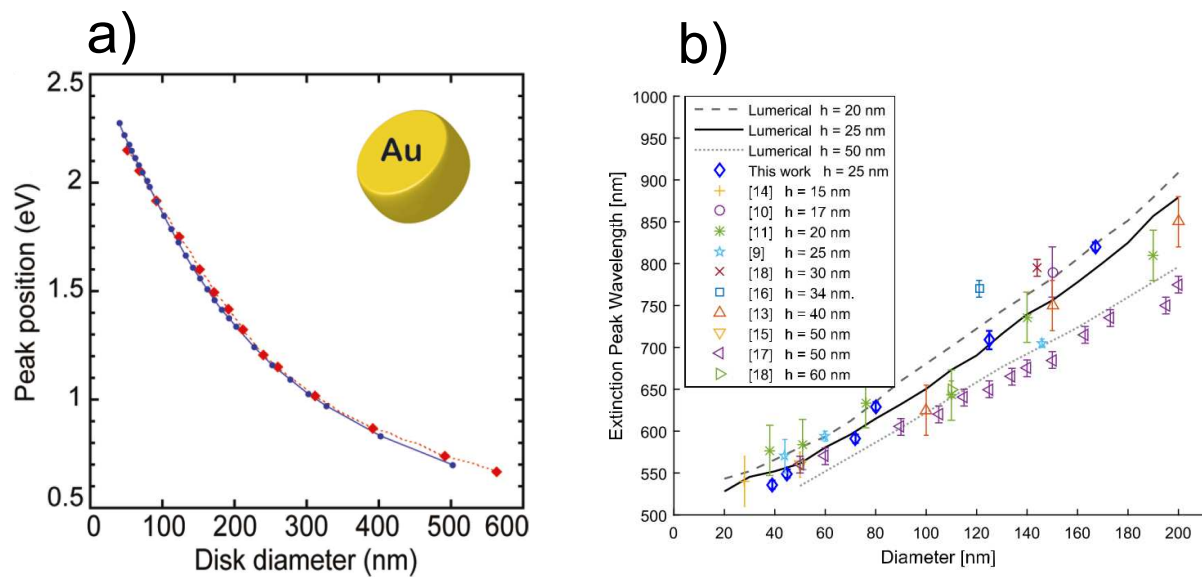 a)
2.5
2
1.5
1
0.5
Peak position (eV)
Au
0 100 200 300 400 500 600
Disk diameter (nm)
b)
1000
950
900
850
800
750
700
650
600
550
500
Extinction Peak Wavelength [nm]
Lumerical h = 20 nm
Lumerical h = 25 nm
Lumerical h = 50 nm
This work h = 25 nm
[14] h = 15 nm
[10] h = 17 nm
[11] h = 20 nm
[9] h = 25 nm
[18] h = 30 nm
[16] h = 34 nm.
[13] h = 40 nm
[15] h = 50 nm
[17] h = 50 nm
[18] h = 60 nm
0 20 40 60 80 100 120 140 160 180 200
Diameter [nm]